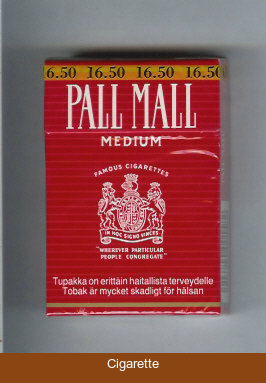 6.50 16.50 16.50 16.50
PALL MALL
MEDIUM
FAMOUS CIGARETTES
IN HOC SIGNO VINCES
"WHEREVER PARTICULAR
PEOPLE CONGREGATE"
Tupakka on erittäin haitallista terveydelle
Tobak är mycket skadligt för hälsan
Cigarette